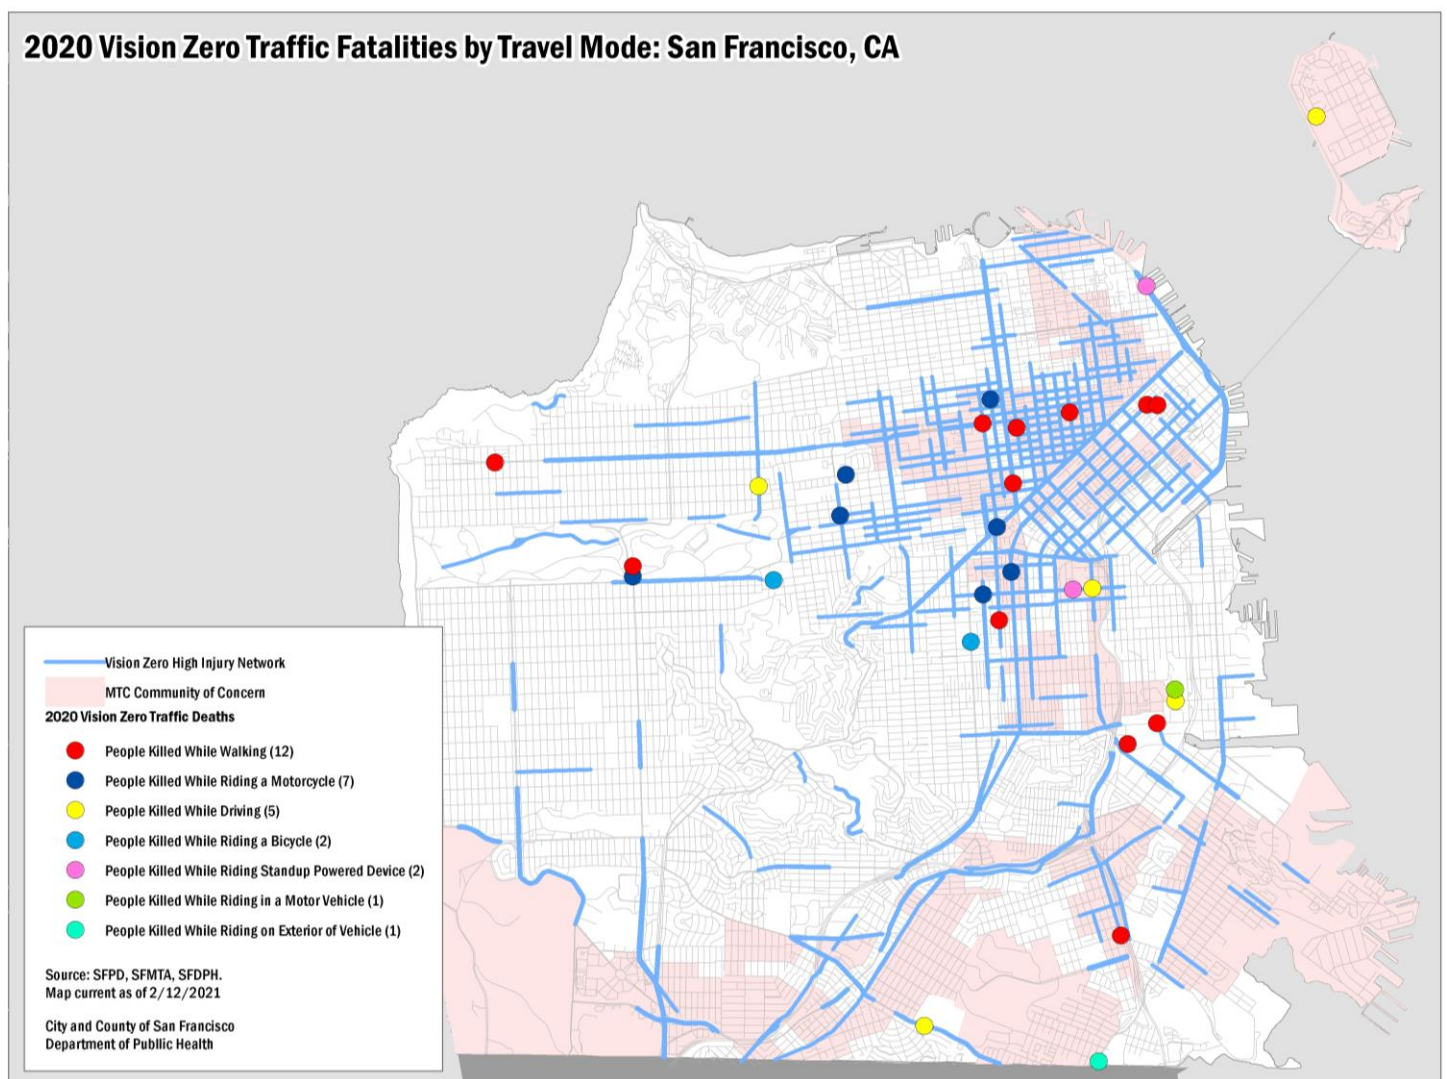 2020 Vision Zero Traffic Fatalities by Travel Mode: San Francisco, CA
Vision Zero High Injury Network
MTC Community of Concern
2020 Vision Zero Traffic Deaths
People Killed While Walking (12)
People Killed While Riding a Motorcycle (7)
People Killed While Driving (5)
People Killed While Riding a Bicycle (2)
People Killed While Riding Standup Powered Device (2)
People Killed While Riding in a Motor Vehicle (1)
People Killed While Riding on Exterior of Vehicle (1)
Source: SFPD, SFMTA, SFDPH.
Map current as of 2/12/2021
City and County of San Francisco
Department of Publlic Health